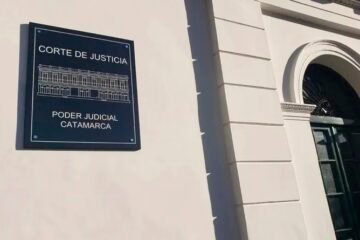 CORTE DE JUSTICIA
PODER JUDICIAL
CATAMARCA